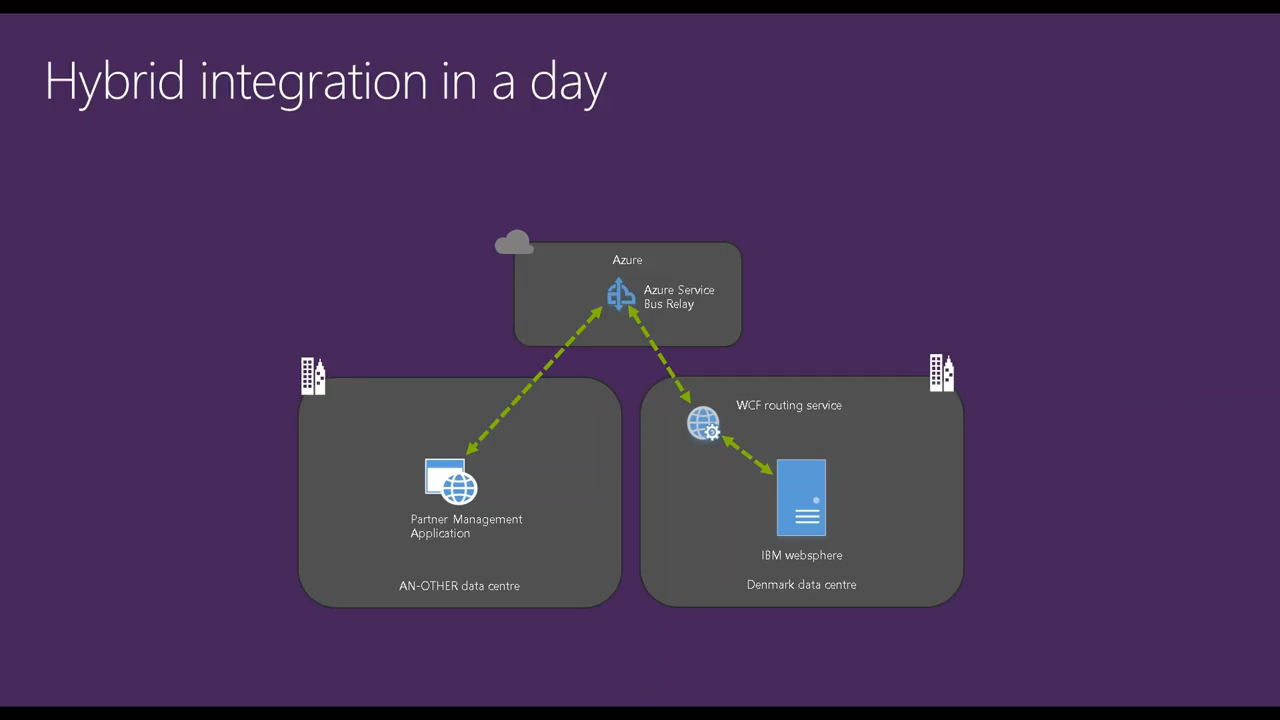 Hybrid integration in a day
Azure
Azure Service
Bus Relay
WCF routing service
Partner Management
Application
IBM websphere
AN-OTHER data centre
Denmark data centre